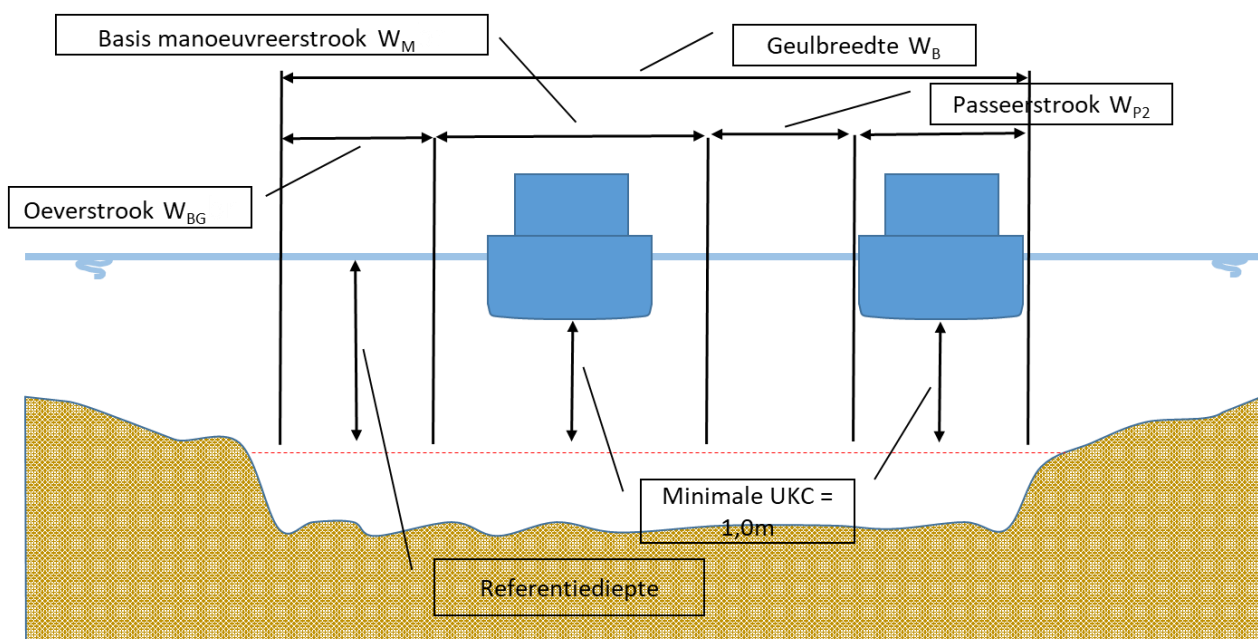 Basis manoeuvreerstrook W_M
Geulbreedte W_B
Passeerstrook W_P2
Oeverstrook W_BG
Minimale UKC =
1,0m
Referentiediepte